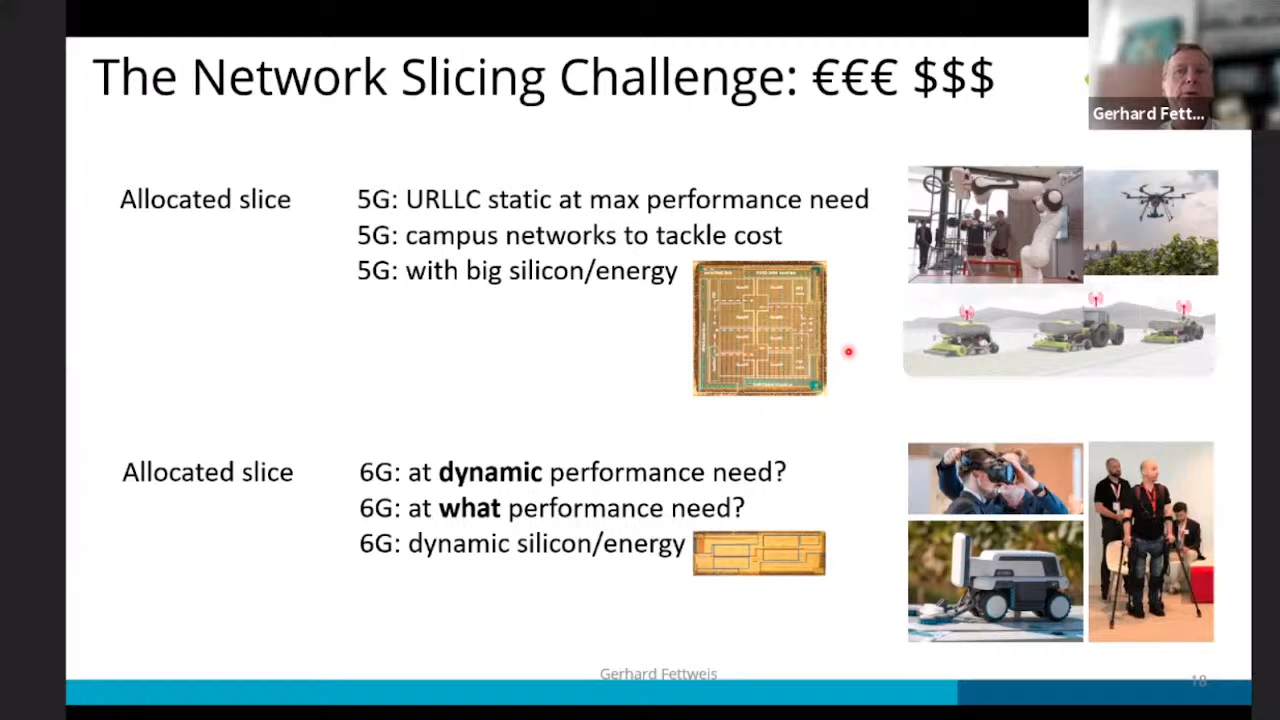 The Network Slicing Challenge: €€€ $$$
Gerhard Fett...
Allocated slice
5G: URLLC static at max performance need
5G: campus networks to tackle cost
5G: with big silicon/energy
Allocated slice
6G: at dynamic performance need?
6G: at what performance need?
6G: dynamic silicon/energy
Gerhard Fettweis
18